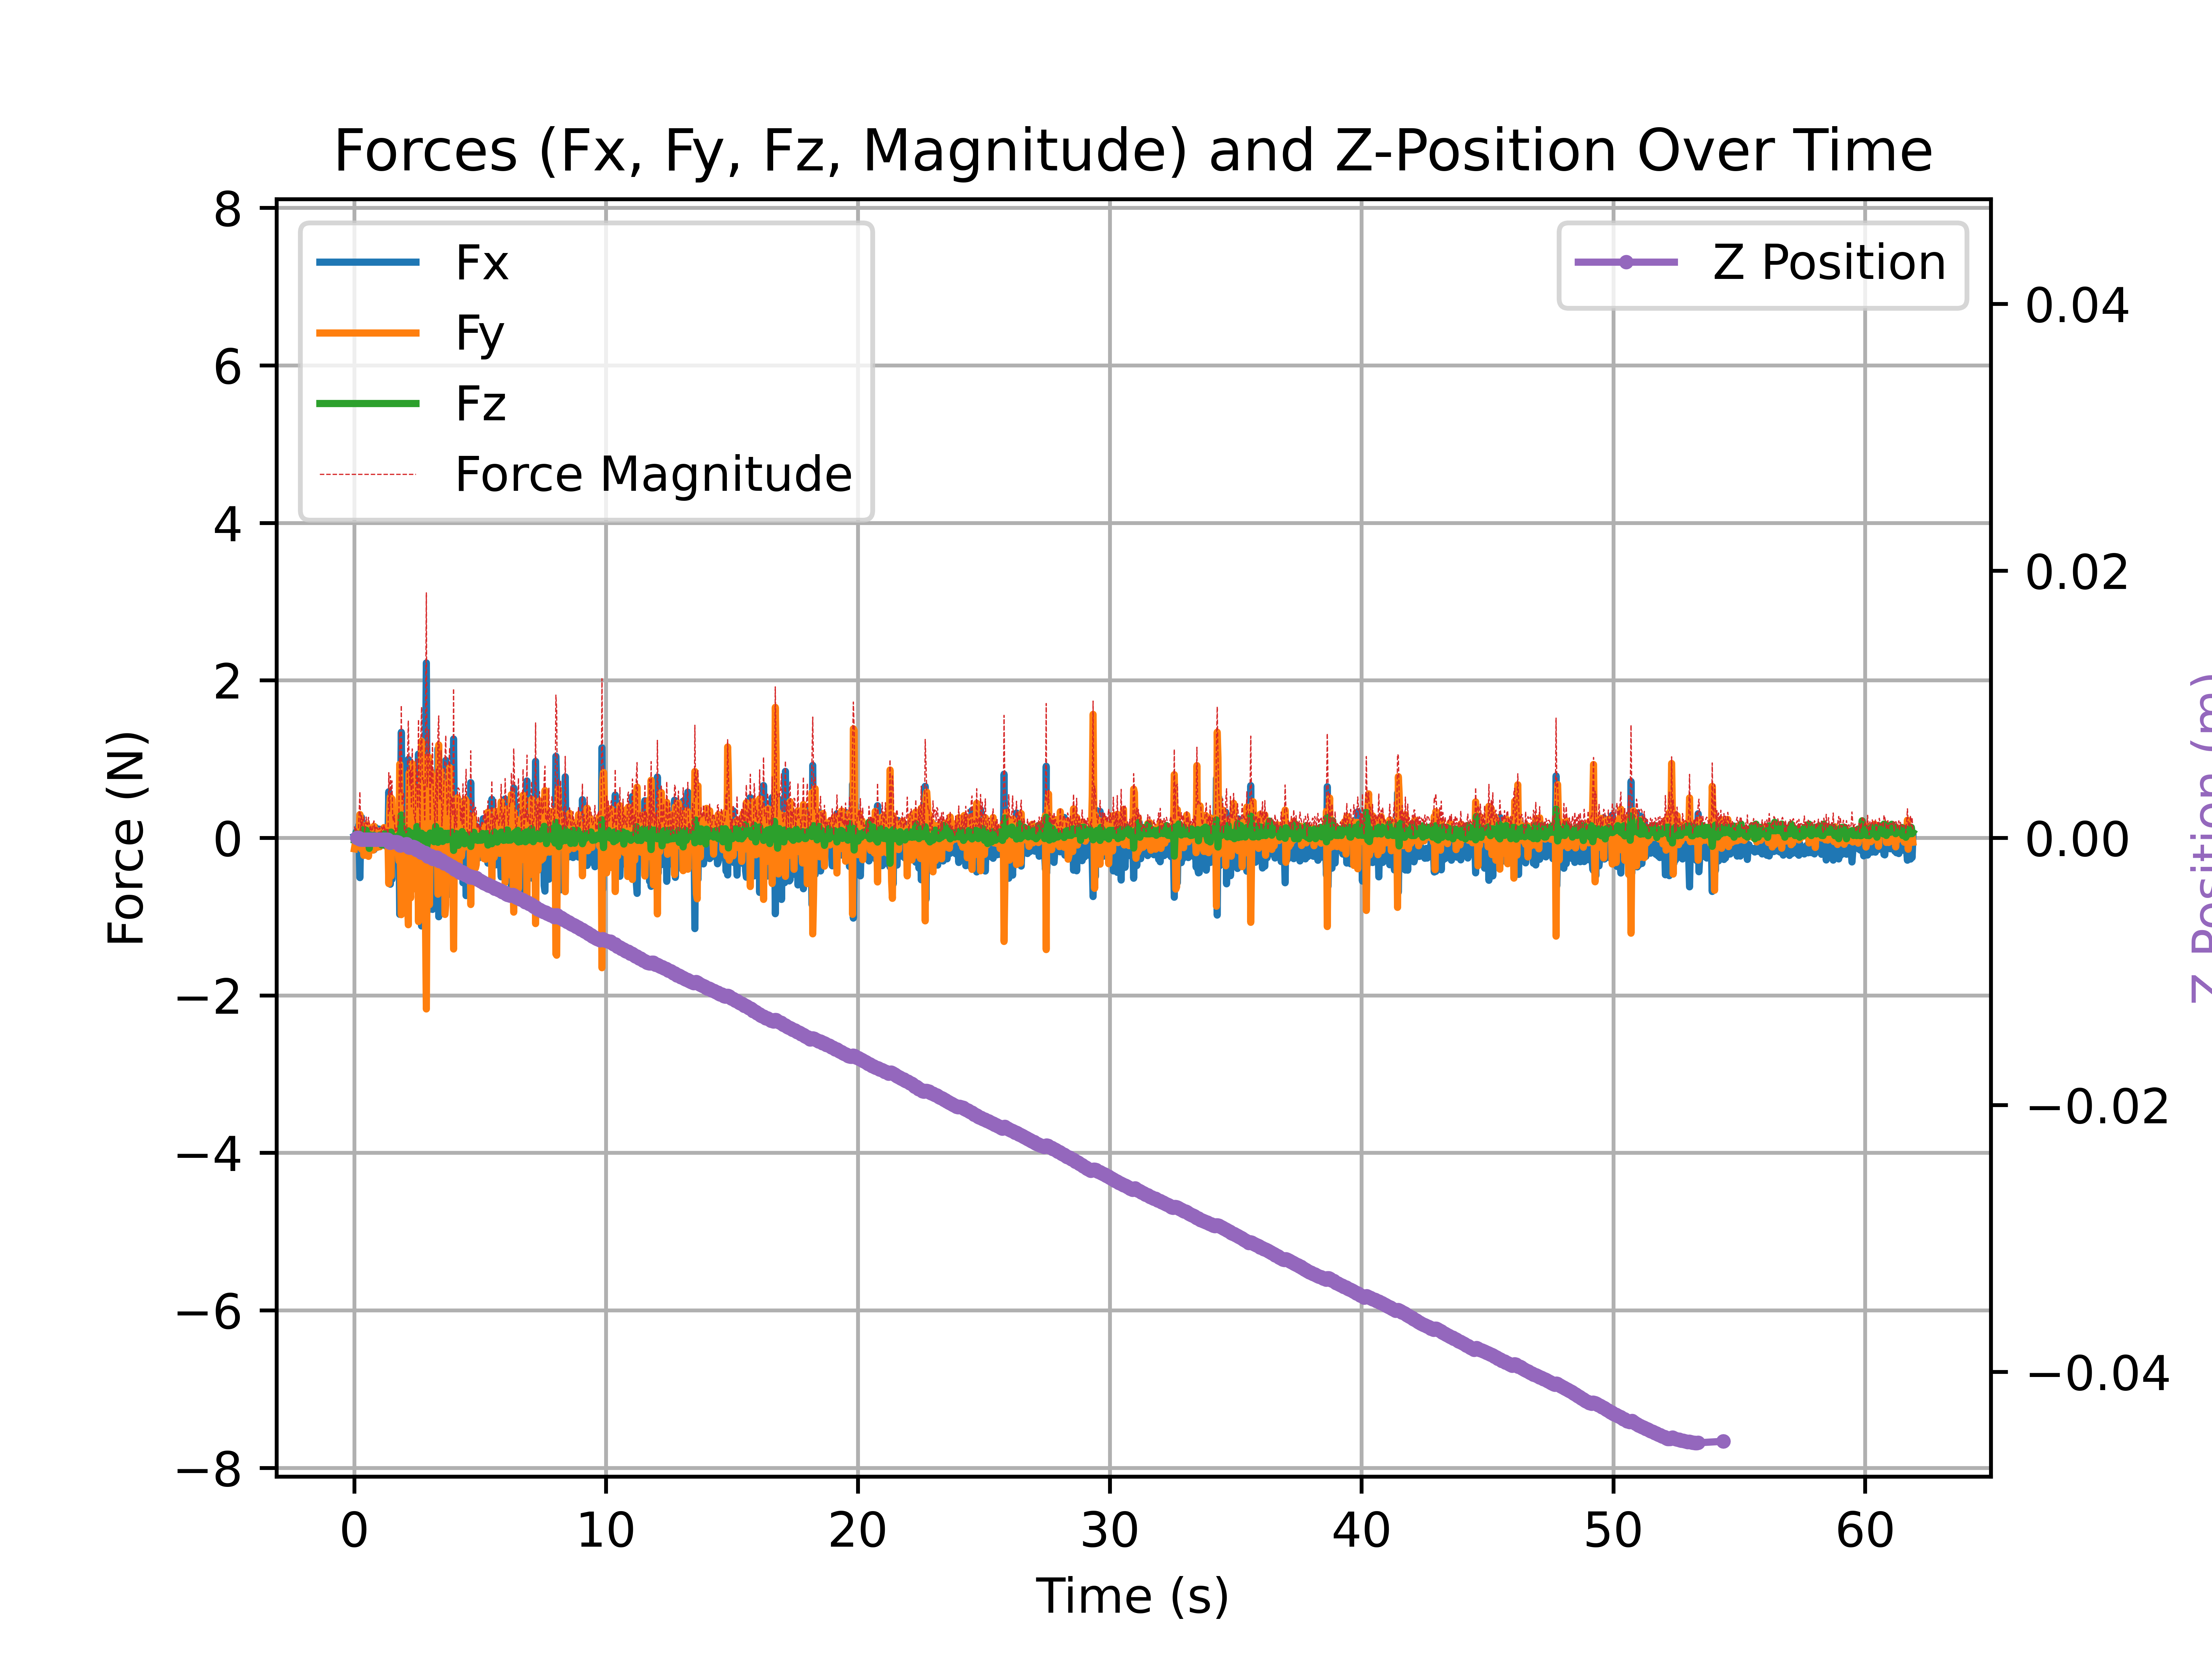 Forces (Fx, Fy, Fz, Magnitude) and Z-Position Over Time
Fx
Fy
Fz
Force Magnitude
Z Position
8
6
4
2
0
−2
−4
−6
−8
Force (N)
0.04
0.02
0.00
−0.02
−0.04
Z Position (m)
0 10 20 30 40 50 60
Time (s)